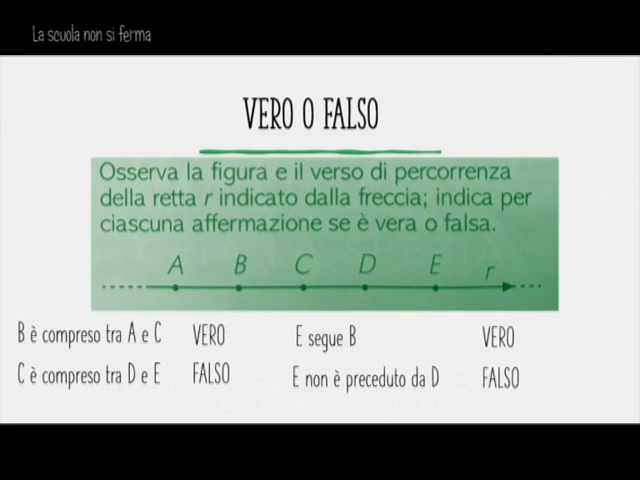 La scuola non si ferma
VERO O FALSO
Osserva la figura e il verso di percorrenza
della retta r indicato dalla freccia; indica per
ciascuna affermazione se è vera o falsa.
A B C D E r
B è compreso tra A e C VERO E segue B VERO
C è compreso tra D e E FALSO E non è preceduto da D FALSO